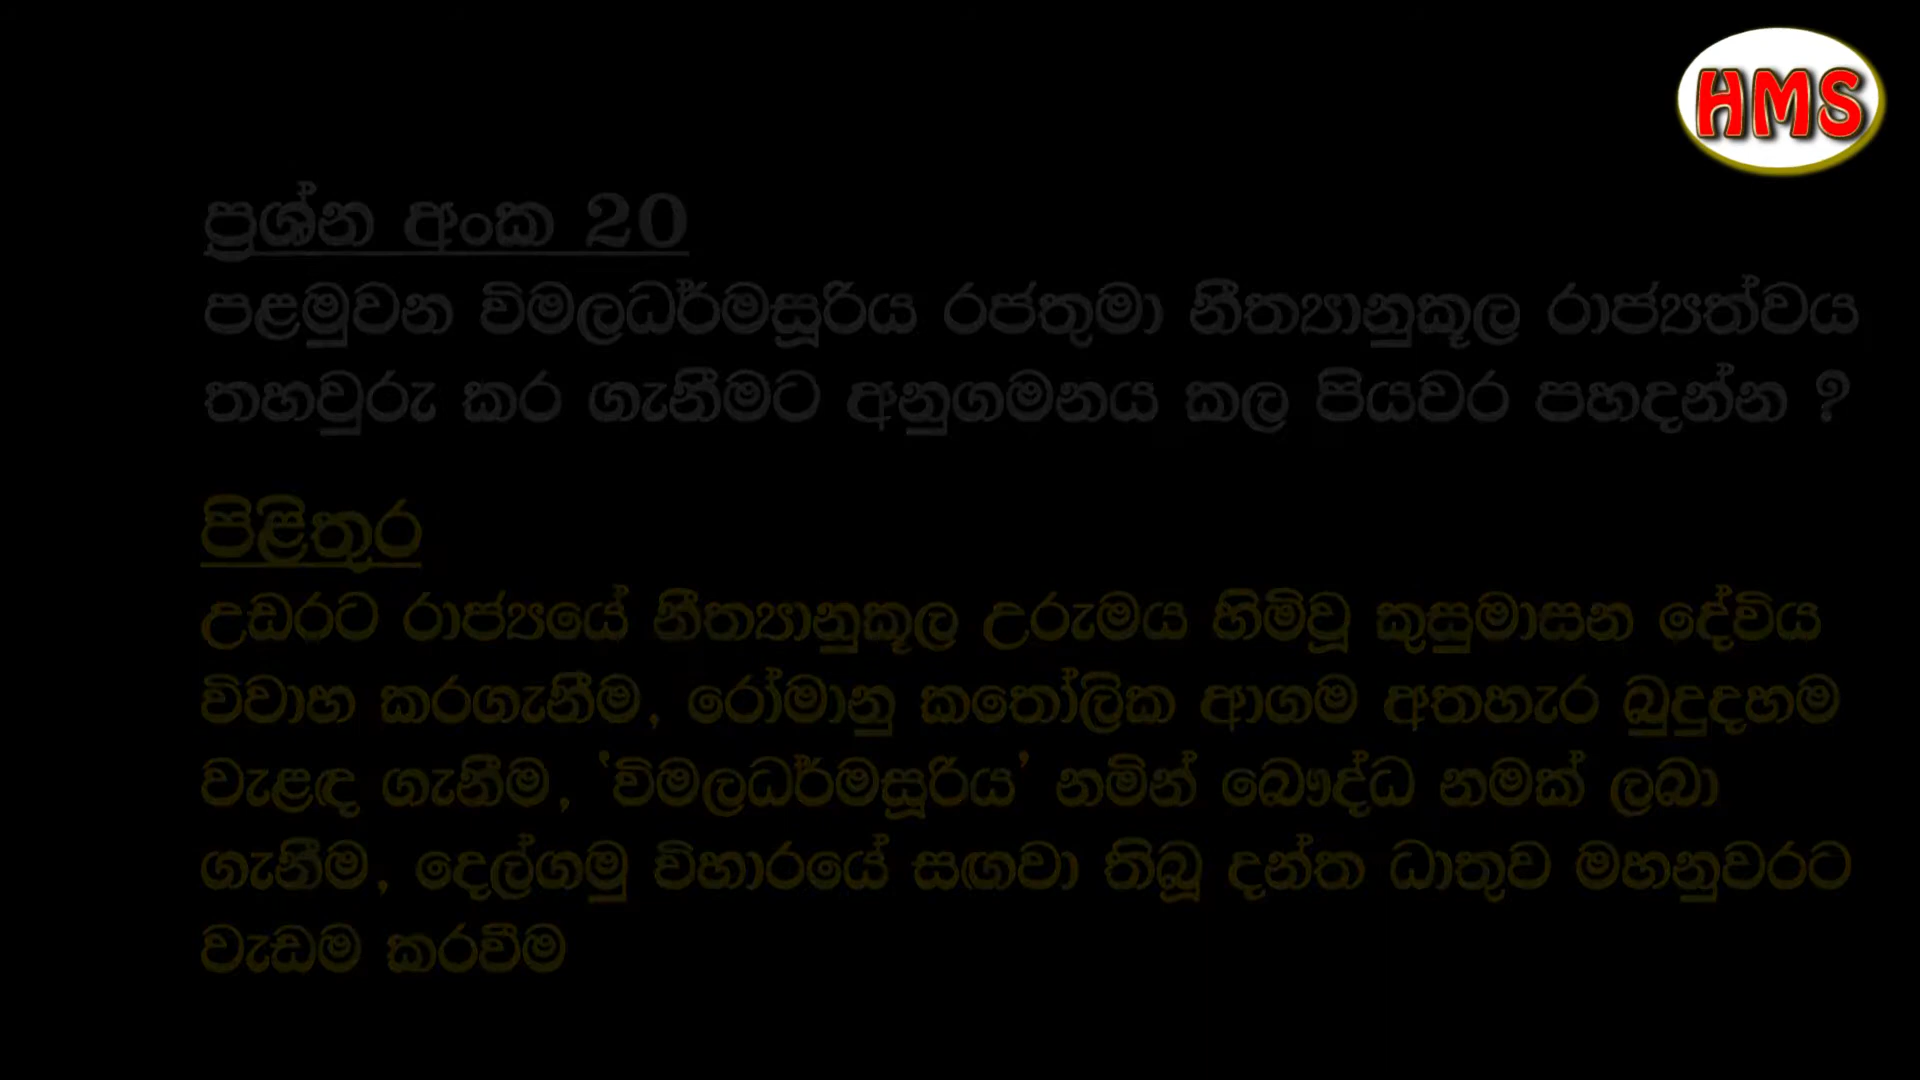 HMS
ප්‍රශ්න අංක 20
පළමුවන විමලධර්මසූරිය රජතුමා නීත්‍යානුකූල රාජ්‍යත්වය
තහවුරු කර ගැනීමට අනුගමනය කල පියවර පහදන්න ?
පිළිතුර
උඩරට රාජ්‍යයේ නීත්‍යානුකූල උරුමය හිමිවූ කුසුමාසන දේවිය
විවාහ කරගැනීම, රෝමානු කතෝලික ආගම අතහැර බුදුදහම
වැළඳ ගැනීම, ‘විමලධර්මසූරිය’ නමින් බෞද්ධ නමක් ලබා
ගැනීම, දෙල්ගමු විහාරයේ සඟවා තිබූ දන්ත ධාතුව මහනුවරට
වැඩම කරවීම